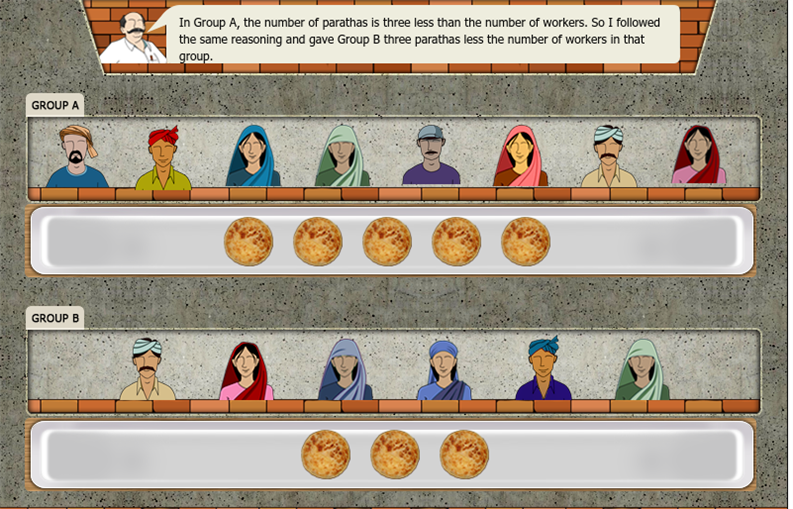 In Group A, the number of parathas is three less than the number of workers. So I followed
the same reasoning and gave Group B three parathas less the number of workers in that
group.
GROUP A
GROUP B